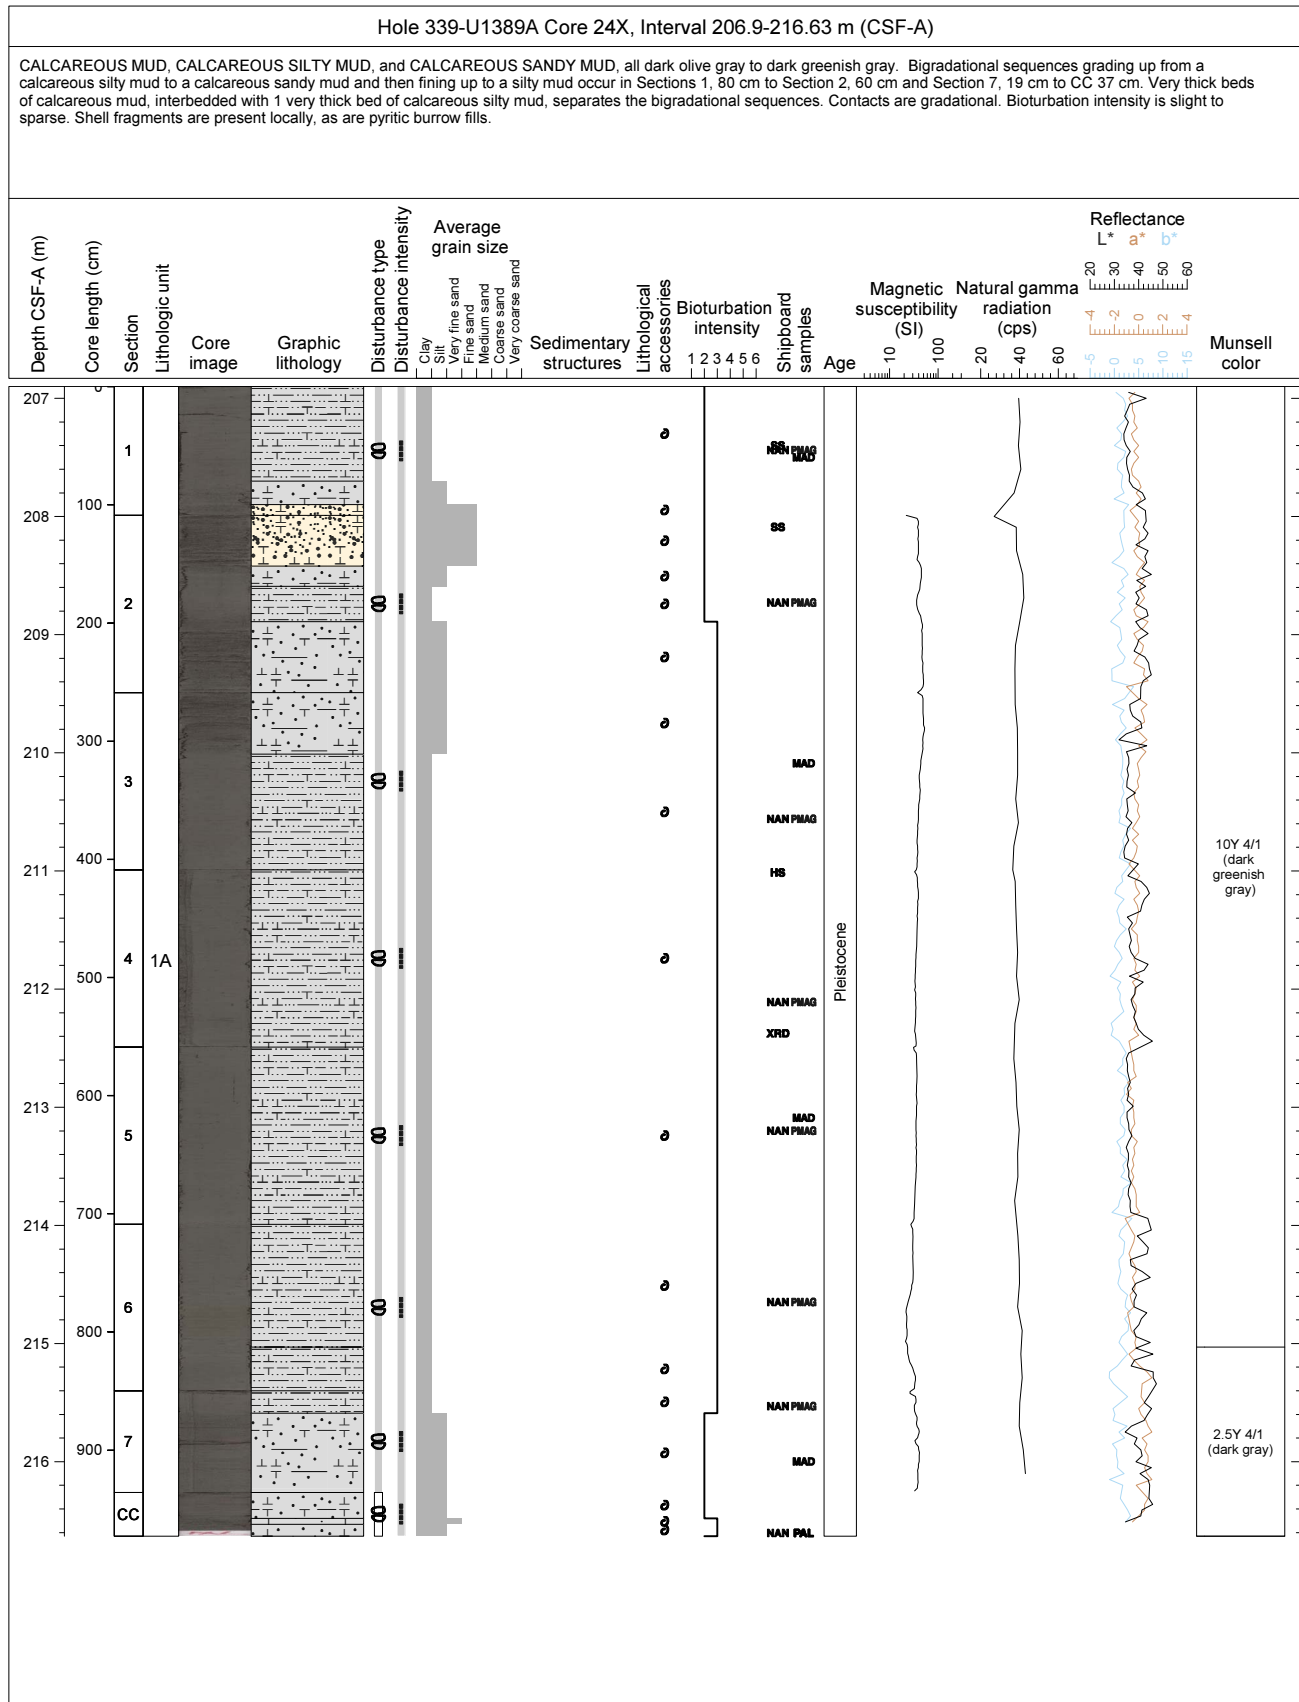 Hole 339-U1389A Core 24X, Interval 206.9-216.63 m (CSF-A)
CALCAREOUS MUD, CALCAREOUS SILTY MUD, and CALCAREOUS SANDY MUD, all dark olive gray to dark greenish gray. Bigradational sequences grading up from a
calcareous silty mud to a calcareous sandy mud and then fining up to a silty mud occur in Sections 1, 80 cm to Section 2, 60 cm and Section 7, 19 cm to CC 37 cm. Very thick beds
of calcareous mud, interbedded with 1 very thick bed of calcareous silty mud, separates the bigradational sequences. Contacts are gradational. Bioturbation intensity is slight to
sparse. Shell fragments are present locally, as are pyritic burrow fills.
Depth CSF-A (m)
Core length (cm)
Section
Lithologic unit
Core
image
Graphic
lithology
Disturbance type
Disturbance intensity
Average
grain size
Clay
Silt
Very fine sand
Fine sand
Medium sand
Coarse sand
Very coarse sand
Sedimentary
structures
Lithological
accessories
Bioturbation
intensity
1 2 3 4 5 6
Shipboard
samples
Age
Magnetic
susceptibility
(SI)
10 100
Natural gamma
radiation
(cps)
20 40 60
Reflectance
L* a* b*
20 30 40 50 60
-4 -2 0 2 4
-5 0 5 10 15
Munsell
color
207
208
209
210
211
212
213
214
215
216
0
100
200
300
400
500
600
700
800
900
1
2
3
4
5
6
7
CC
1A
SS
PMAG
MAD
SS
NAN PMAG
MAD
NAN PMAG
HS
NAN PMAG
XRD
MAD
NAN PMAG
NAN PMAG
NAN PMAG
MAD
NAN PAL
Pleistocene
10Y 4/1
(dark
greenish
gray)
2.5Y 4/1
(dark gray)